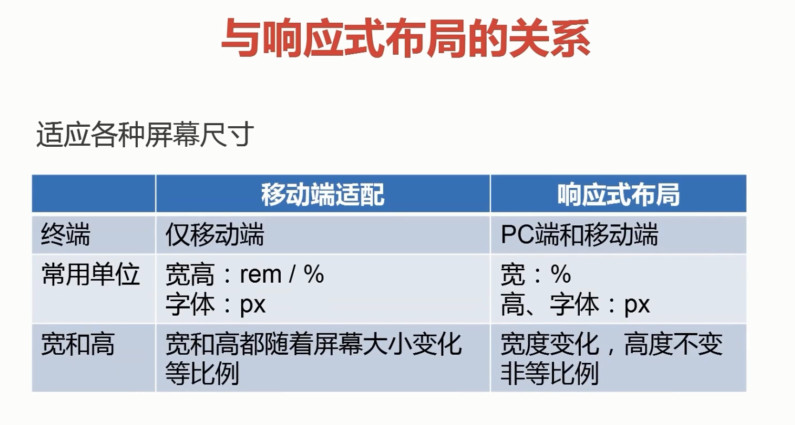 与响应式布局的关系
适应各种屏幕尺寸
移动端适配 响应式布局
终端 仅移动端 PC端和移动端
常用单位 宽高：rem / % 宽：%
字体：px 高、字体：px
宽和高 宽和高都随着屏幕大小变化 宽度变化，高度不变
等比例 非等比例